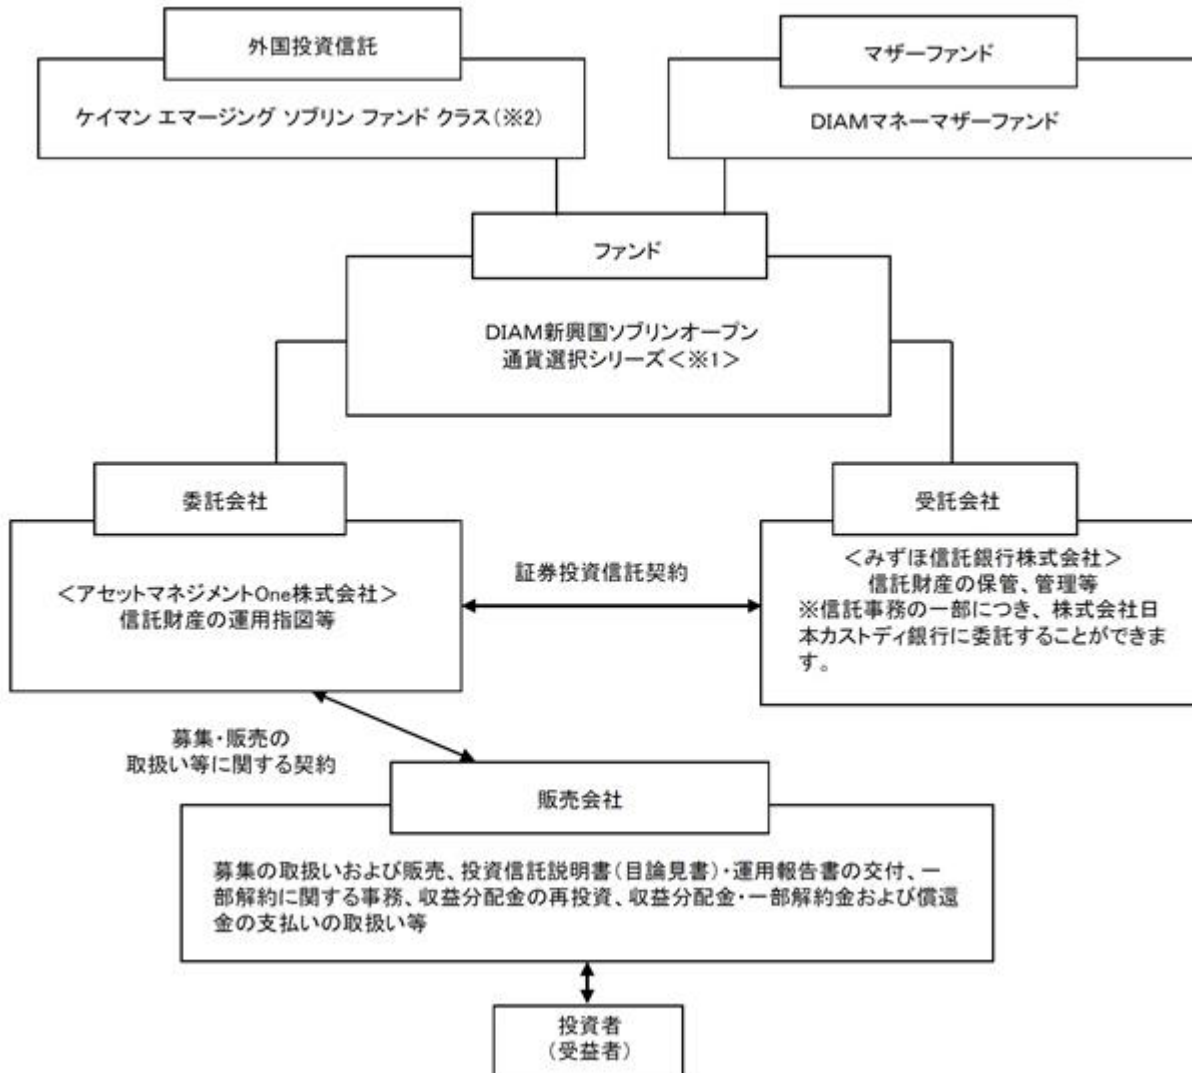 外国投資信託
ケイマン エマージング ソブリン ファンド クラス(※2)
マザーファンド
DIAMマネーマザーファンド
ファンド
DIAM新興国ソブリンオープン
通貨選択シリーズ<※1>
委託会社
<アセットマネジメントOne株式会社>
信託財産の運用指図等
証券投資信託契約
受託会社
<みずほ信託銀行株式会社>
信託財産の保管、管理等
※信託事務の一部につき、株式会社日
本カストディ銀行に委託することができま
す。
募集・販売の
取扱い等に関する契約
販売会社
募集の取扱いおよび販売、投資信託説明書(目論見書)・運用報告書の交付、一
部解約に関する事務、収益分配金の再投資、収益分配金・一部解約金および償還
金の支払いの取扱い等
投資者
(受益者)